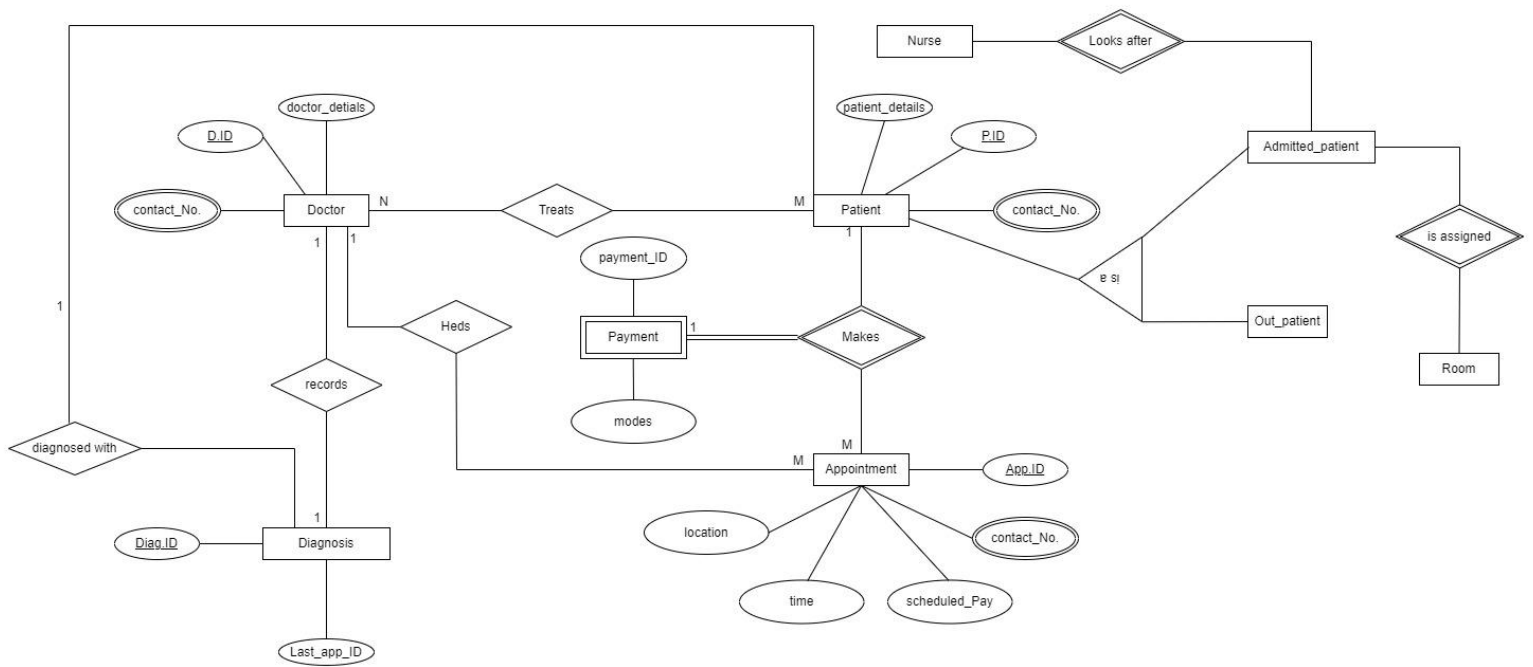 Nurse
Looks after
doctor_detials
patient_details
D.ID
P.ID
Admitted_patient
contact_No.
Doctor
N
Treats
M
Patient
contact_No.
1
1
1
is assigned
payment_ID
is a
1
Heds
Payment
1
Makes
Out_patient
Room
records
modes
diagnosed with
M
M
Appointment
App.ID
1
location
contact_No.
Diag.ID
Diagnosis
time
scheduled_Pay
Last_app_ID